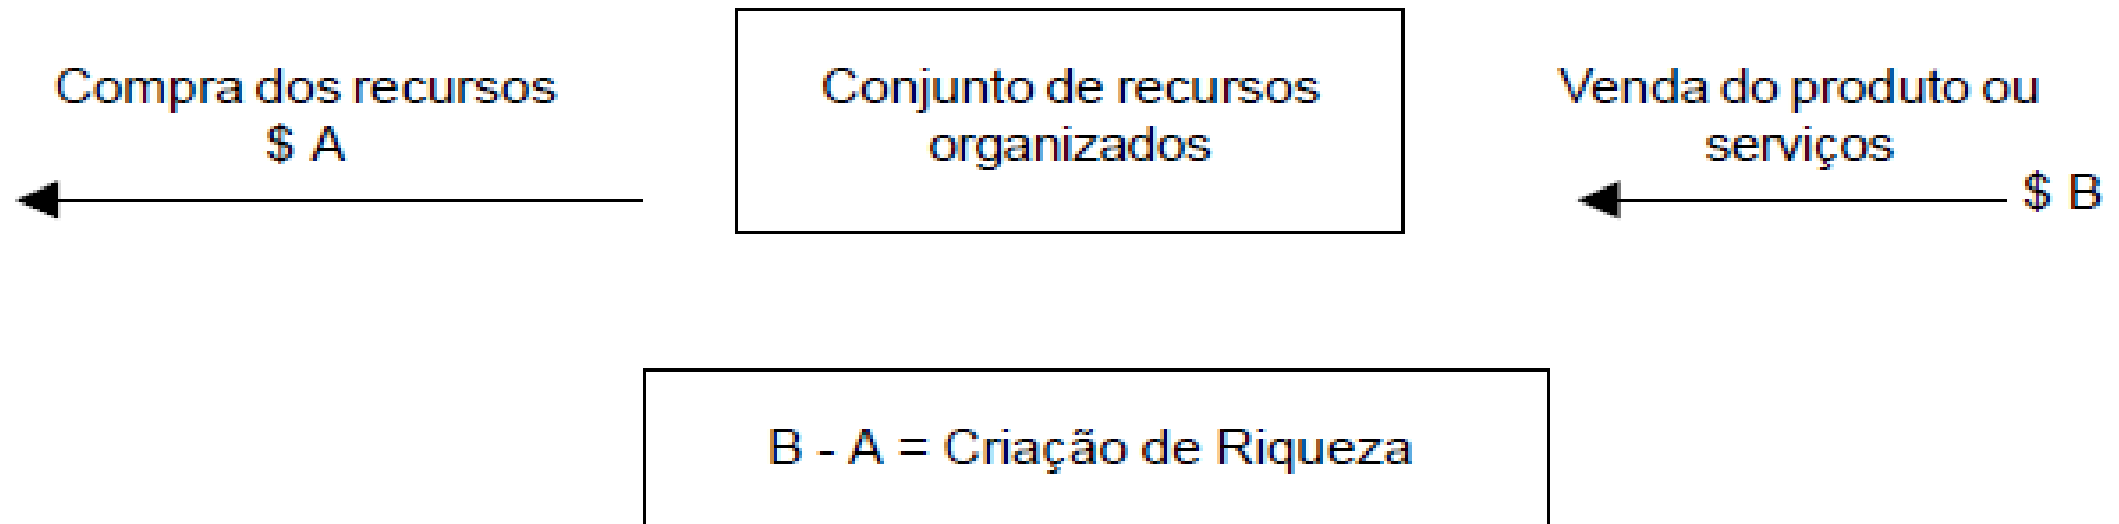 Compra dos recursos
$ A
Conjunto de recursos
organizados
Venda do produto ou
serviços
$ B
B - A = Criação de Riqueza